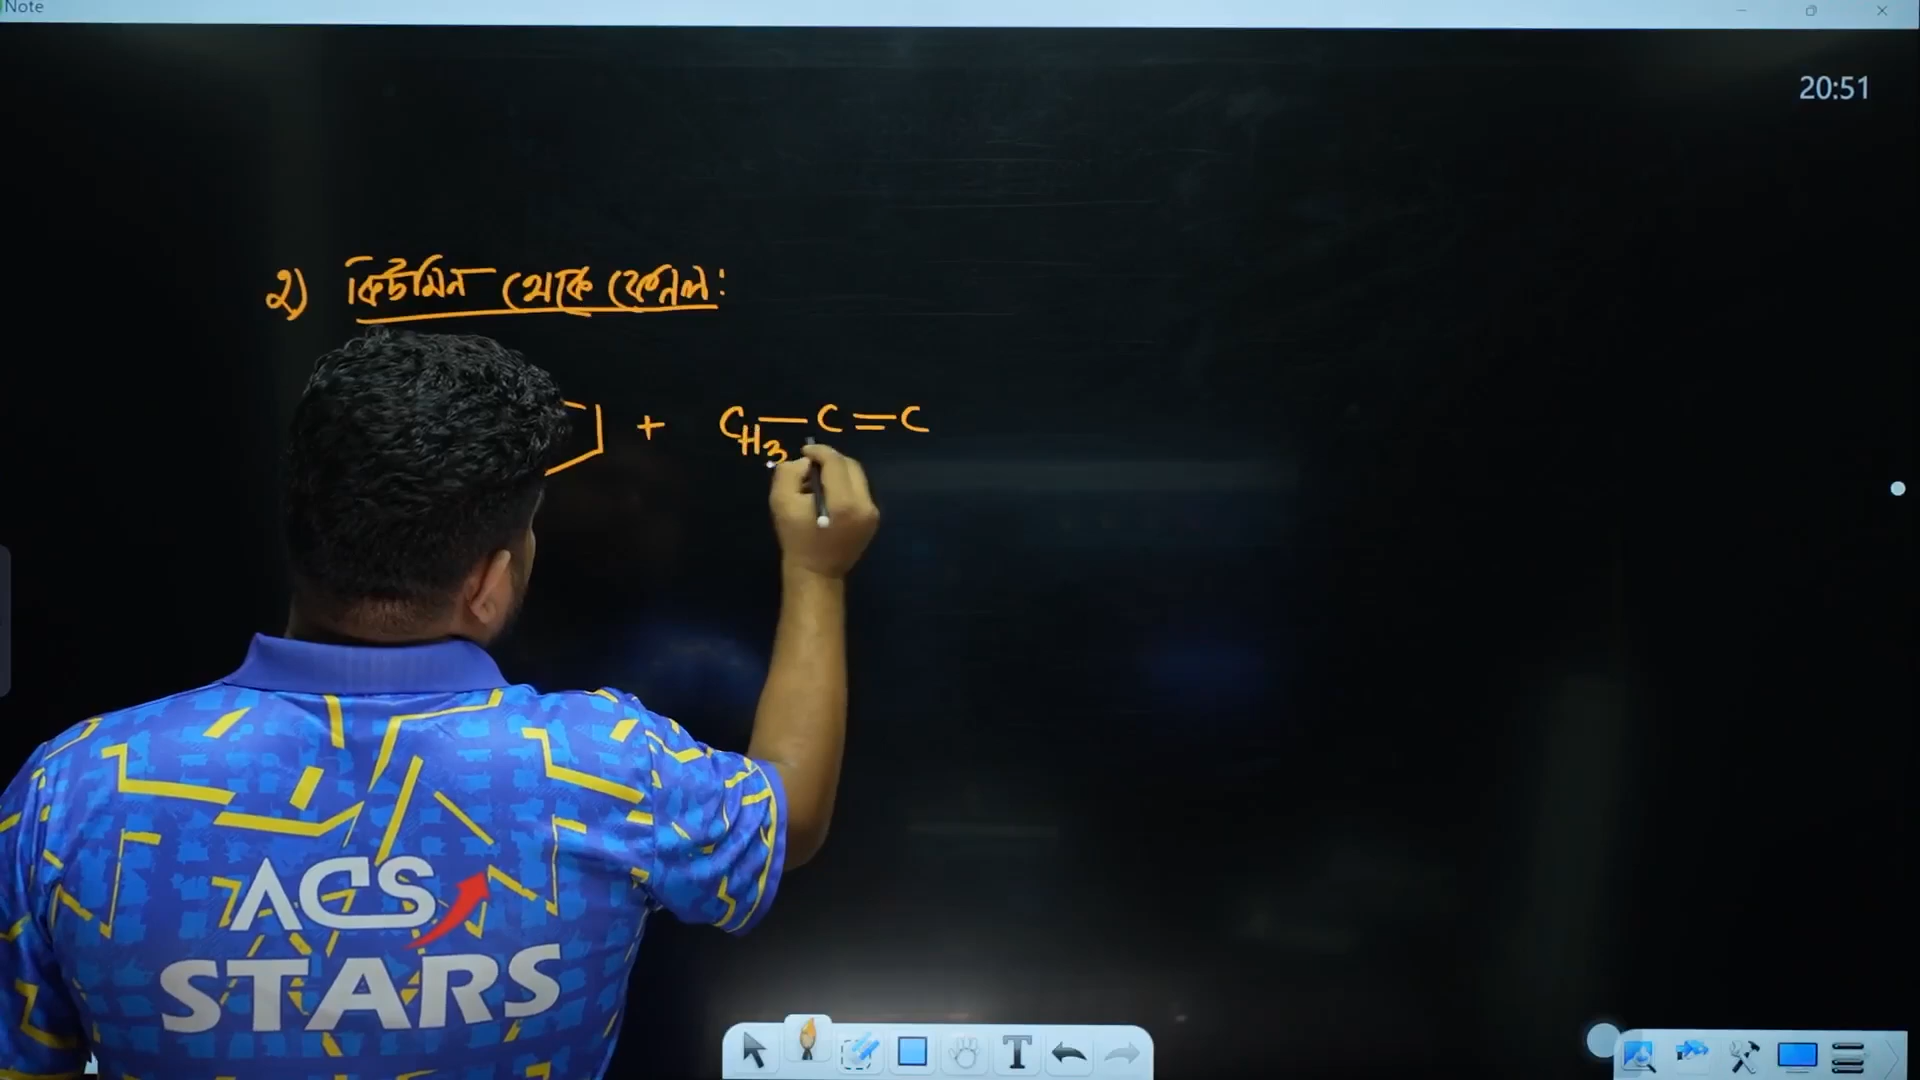 Note
20:51
২) কিউমিন থেকে ফেনল:
+ CH3—C=C
ACS
STARS
T